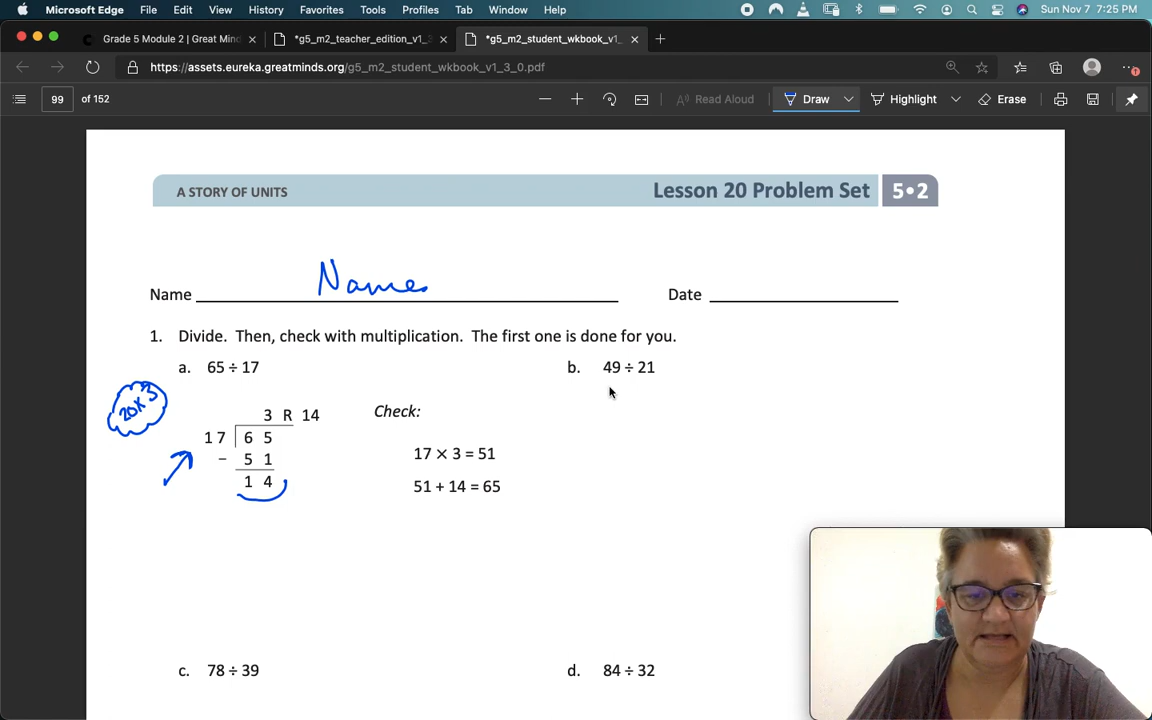 Microsoft Edge File Edit View History Favorites Tools Profiles Tab Window Help Sun Nov 7 7:25 PM
Grade 5 Module 2 | Great Mind *g5_m2_teacher_edition_v1_3 *g5_m2_student_wkbook_v1_
https://assets.eureka.greatminds.org/g5_m2_student_wkbook_v1_3_0.pdf
99 of 152 Read Aloud Draw Highlight Erase
A STORY OF UNITS Lesson 20 Problem Set 5•2
Name Name Date
1. Divide. Then, check with multiplication. The first one is done for you.
a. 65 ÷ 17 b. 49 ÷ 21
20×3
3 R 14 Check:
17 6 5
17 × 3 = 51
− 5 1
1 4 51 + 14 = 65
c. 78 ÷ 39 d. 84 ÷ 32